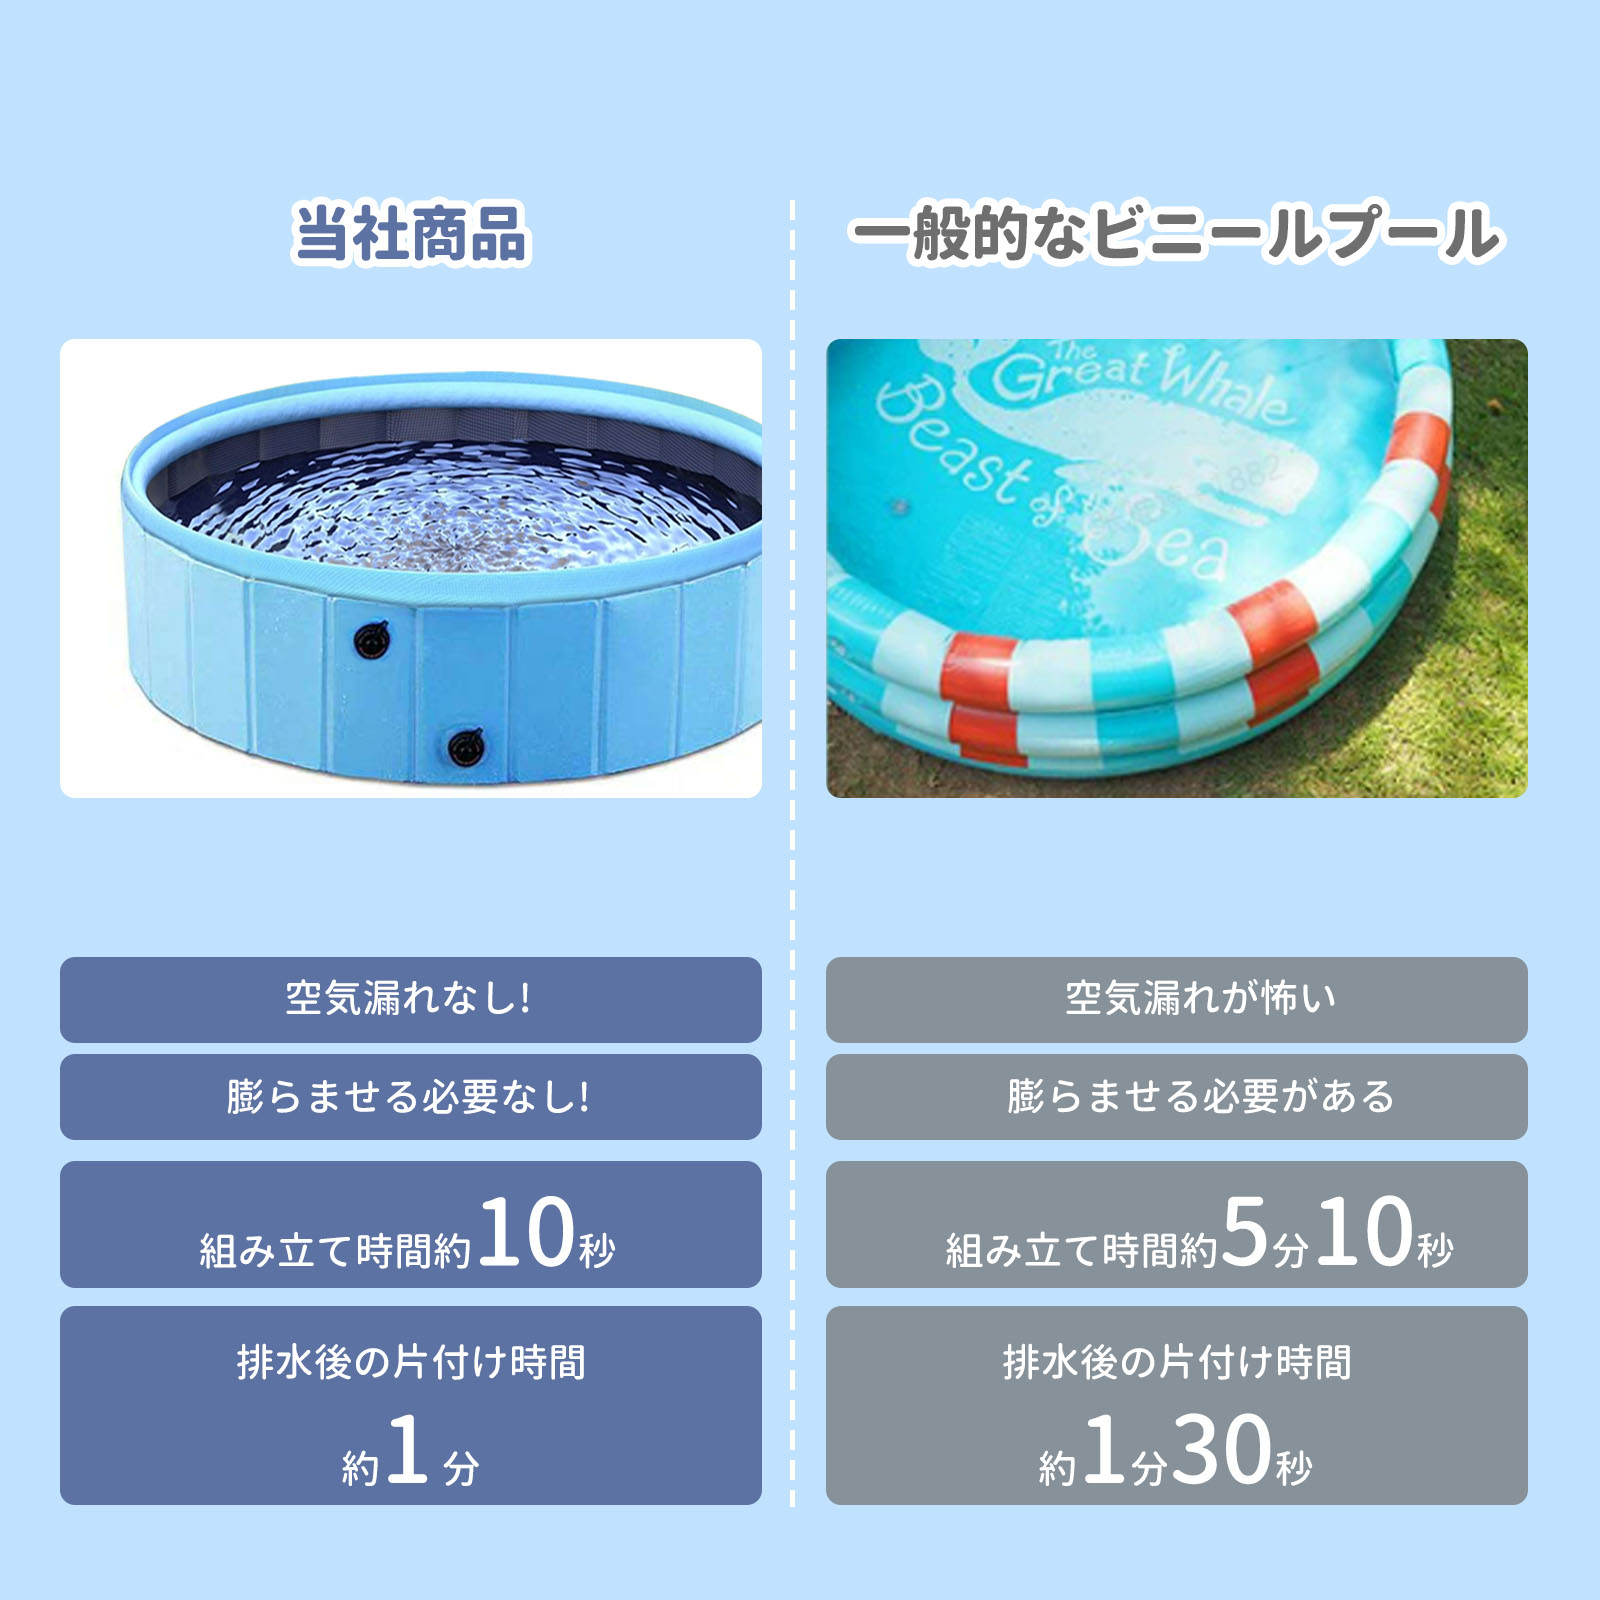 当社商品
一般的なビニールプール
The
Great Whale
Beast of
Sea
1882
空気漏れなし!
空気漏れが怖い
膨らませる必要なし!
膨らませる必要がある
組み立て時間約10秒
組み立て時間約5分10秒
排水後の片付け時間
約1分
排水後の片付け時間
約1分30秒